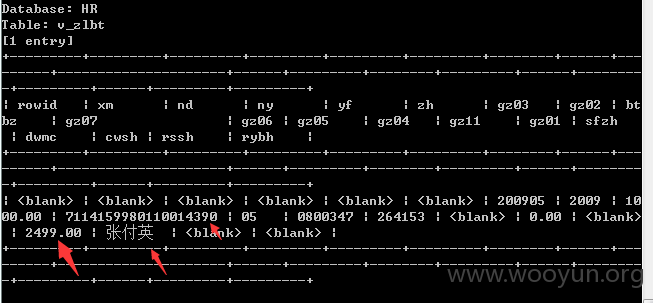 Database: HR
Table: v_zlbt
[1 entry]
+----------+----------+----------+----------+----------+----------+----------+----------+---
| rowid | xm | nd | ny | yf | zh | gz03 | gz02 | bt
bz | gz07 | gz06 | gz05 | gz04 | gz11 | gz01 | sfzh
| dwmc | cwsh | rssh | rybh |
| <blank> | <blank> | <blank> | <blank> | <blank> | <blank> | 200905 | 2009 | 10
00.00 | 7114159980110014390 | 05 | 0800347 | 264153 | <blank> | 0.00 | <blank>
| 2499.00 | 张付英 | <blank> | <blank> |
www.wooyun.org